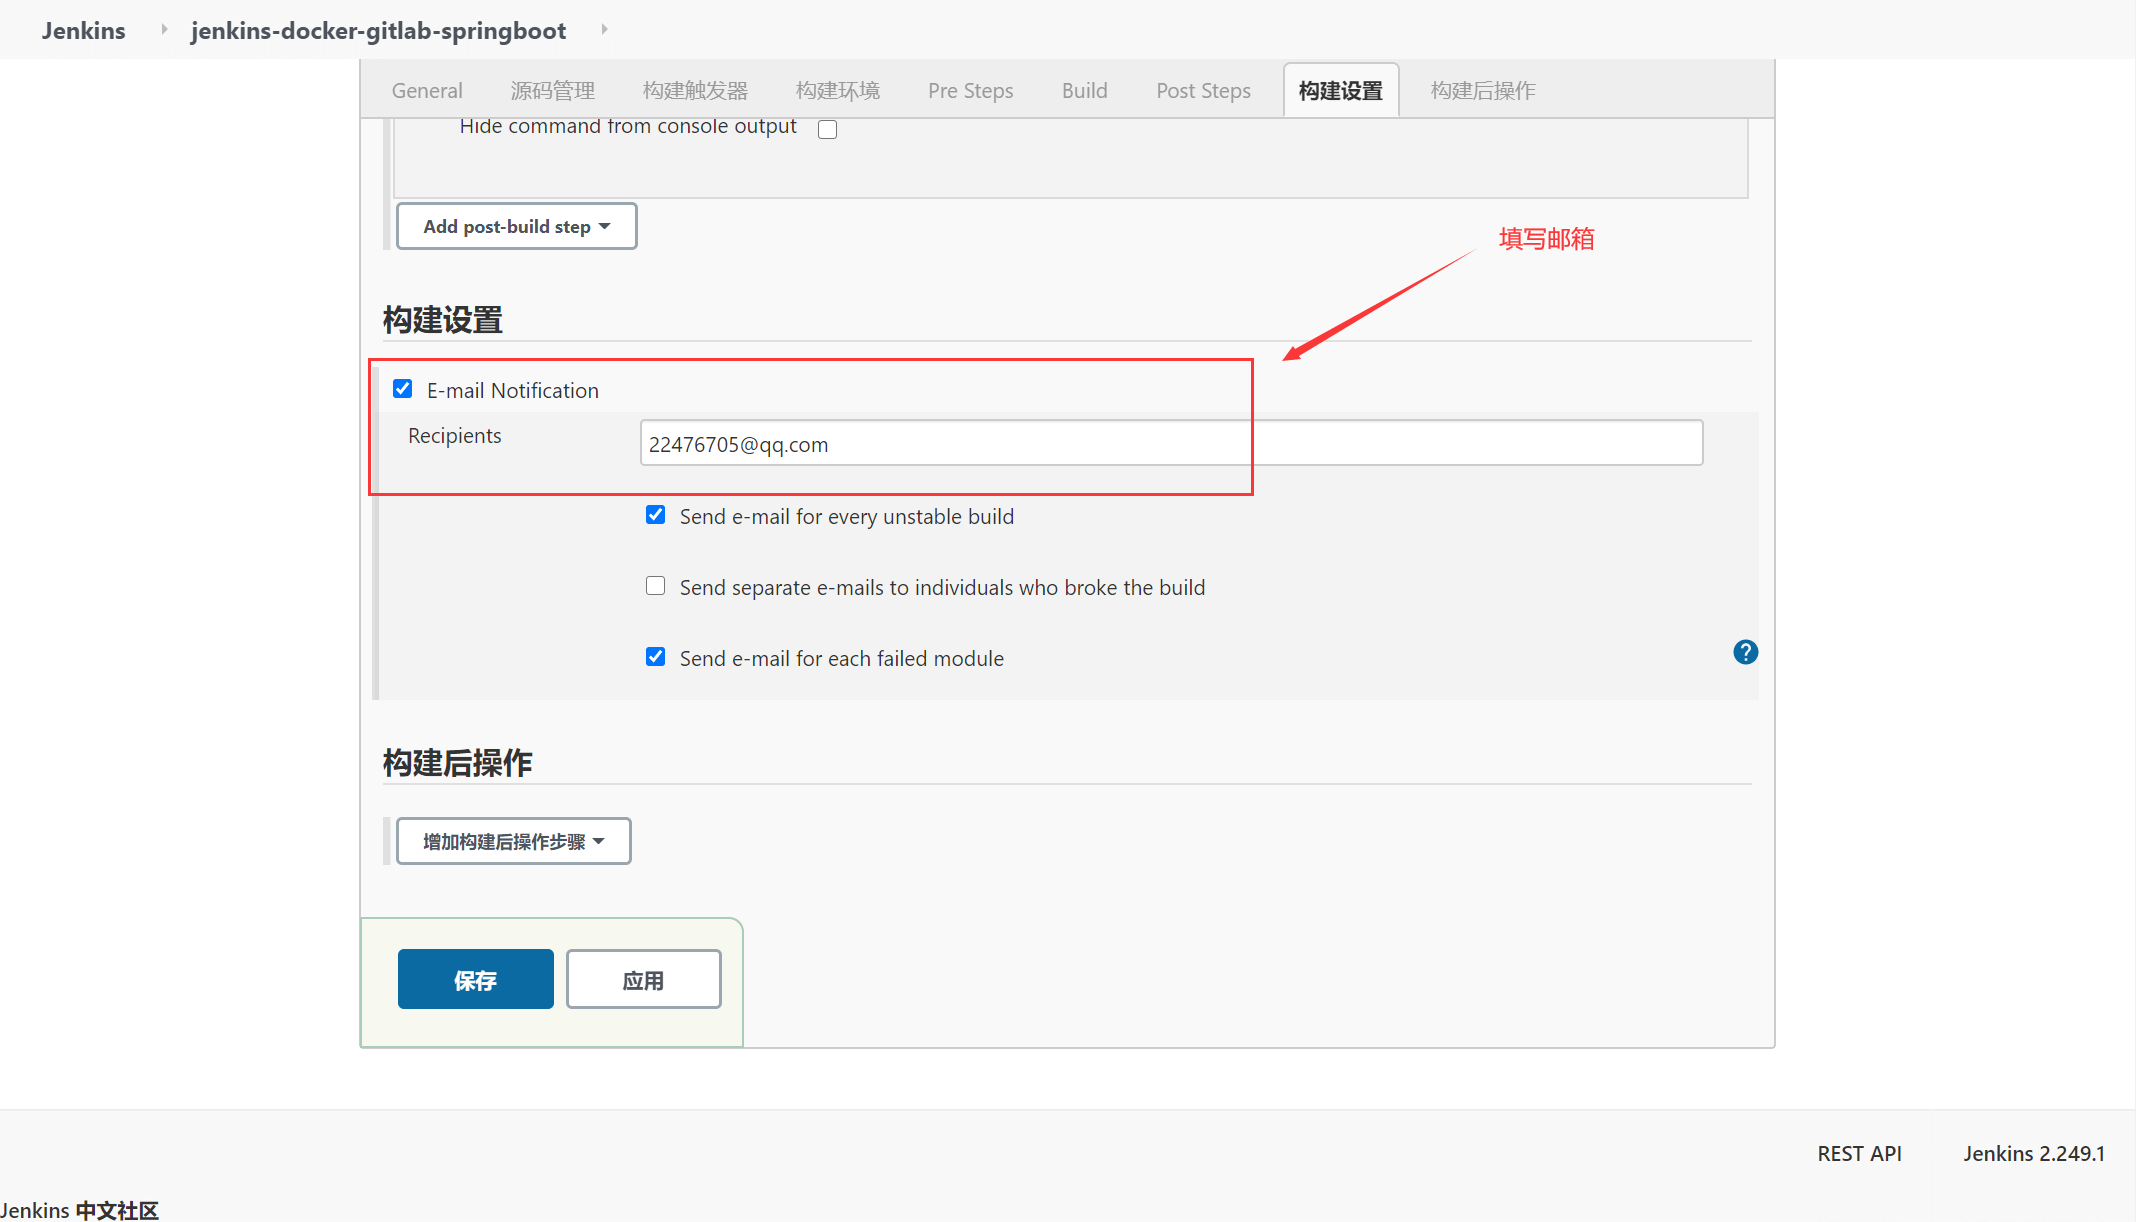 Jenkins jenkins-docker-gitlab-springboot
General 源码管理 构建触发器 构建环境 Pre Steps Build Post Steps 构建设置 构建后操作
Hide command from console output
Add post-build step
填写邮箱
构建设置
E-mail Notification
Recipients 22476705@qq.com
Send e-mail for every unstable build
Send separate e-mails to individuals who broke the build
Send e-mail for each failed module
?
构建后操作
增加构建后操作步骤
保存 应用
REST API Jenkins 2.249.1
Jenkins 中文社区